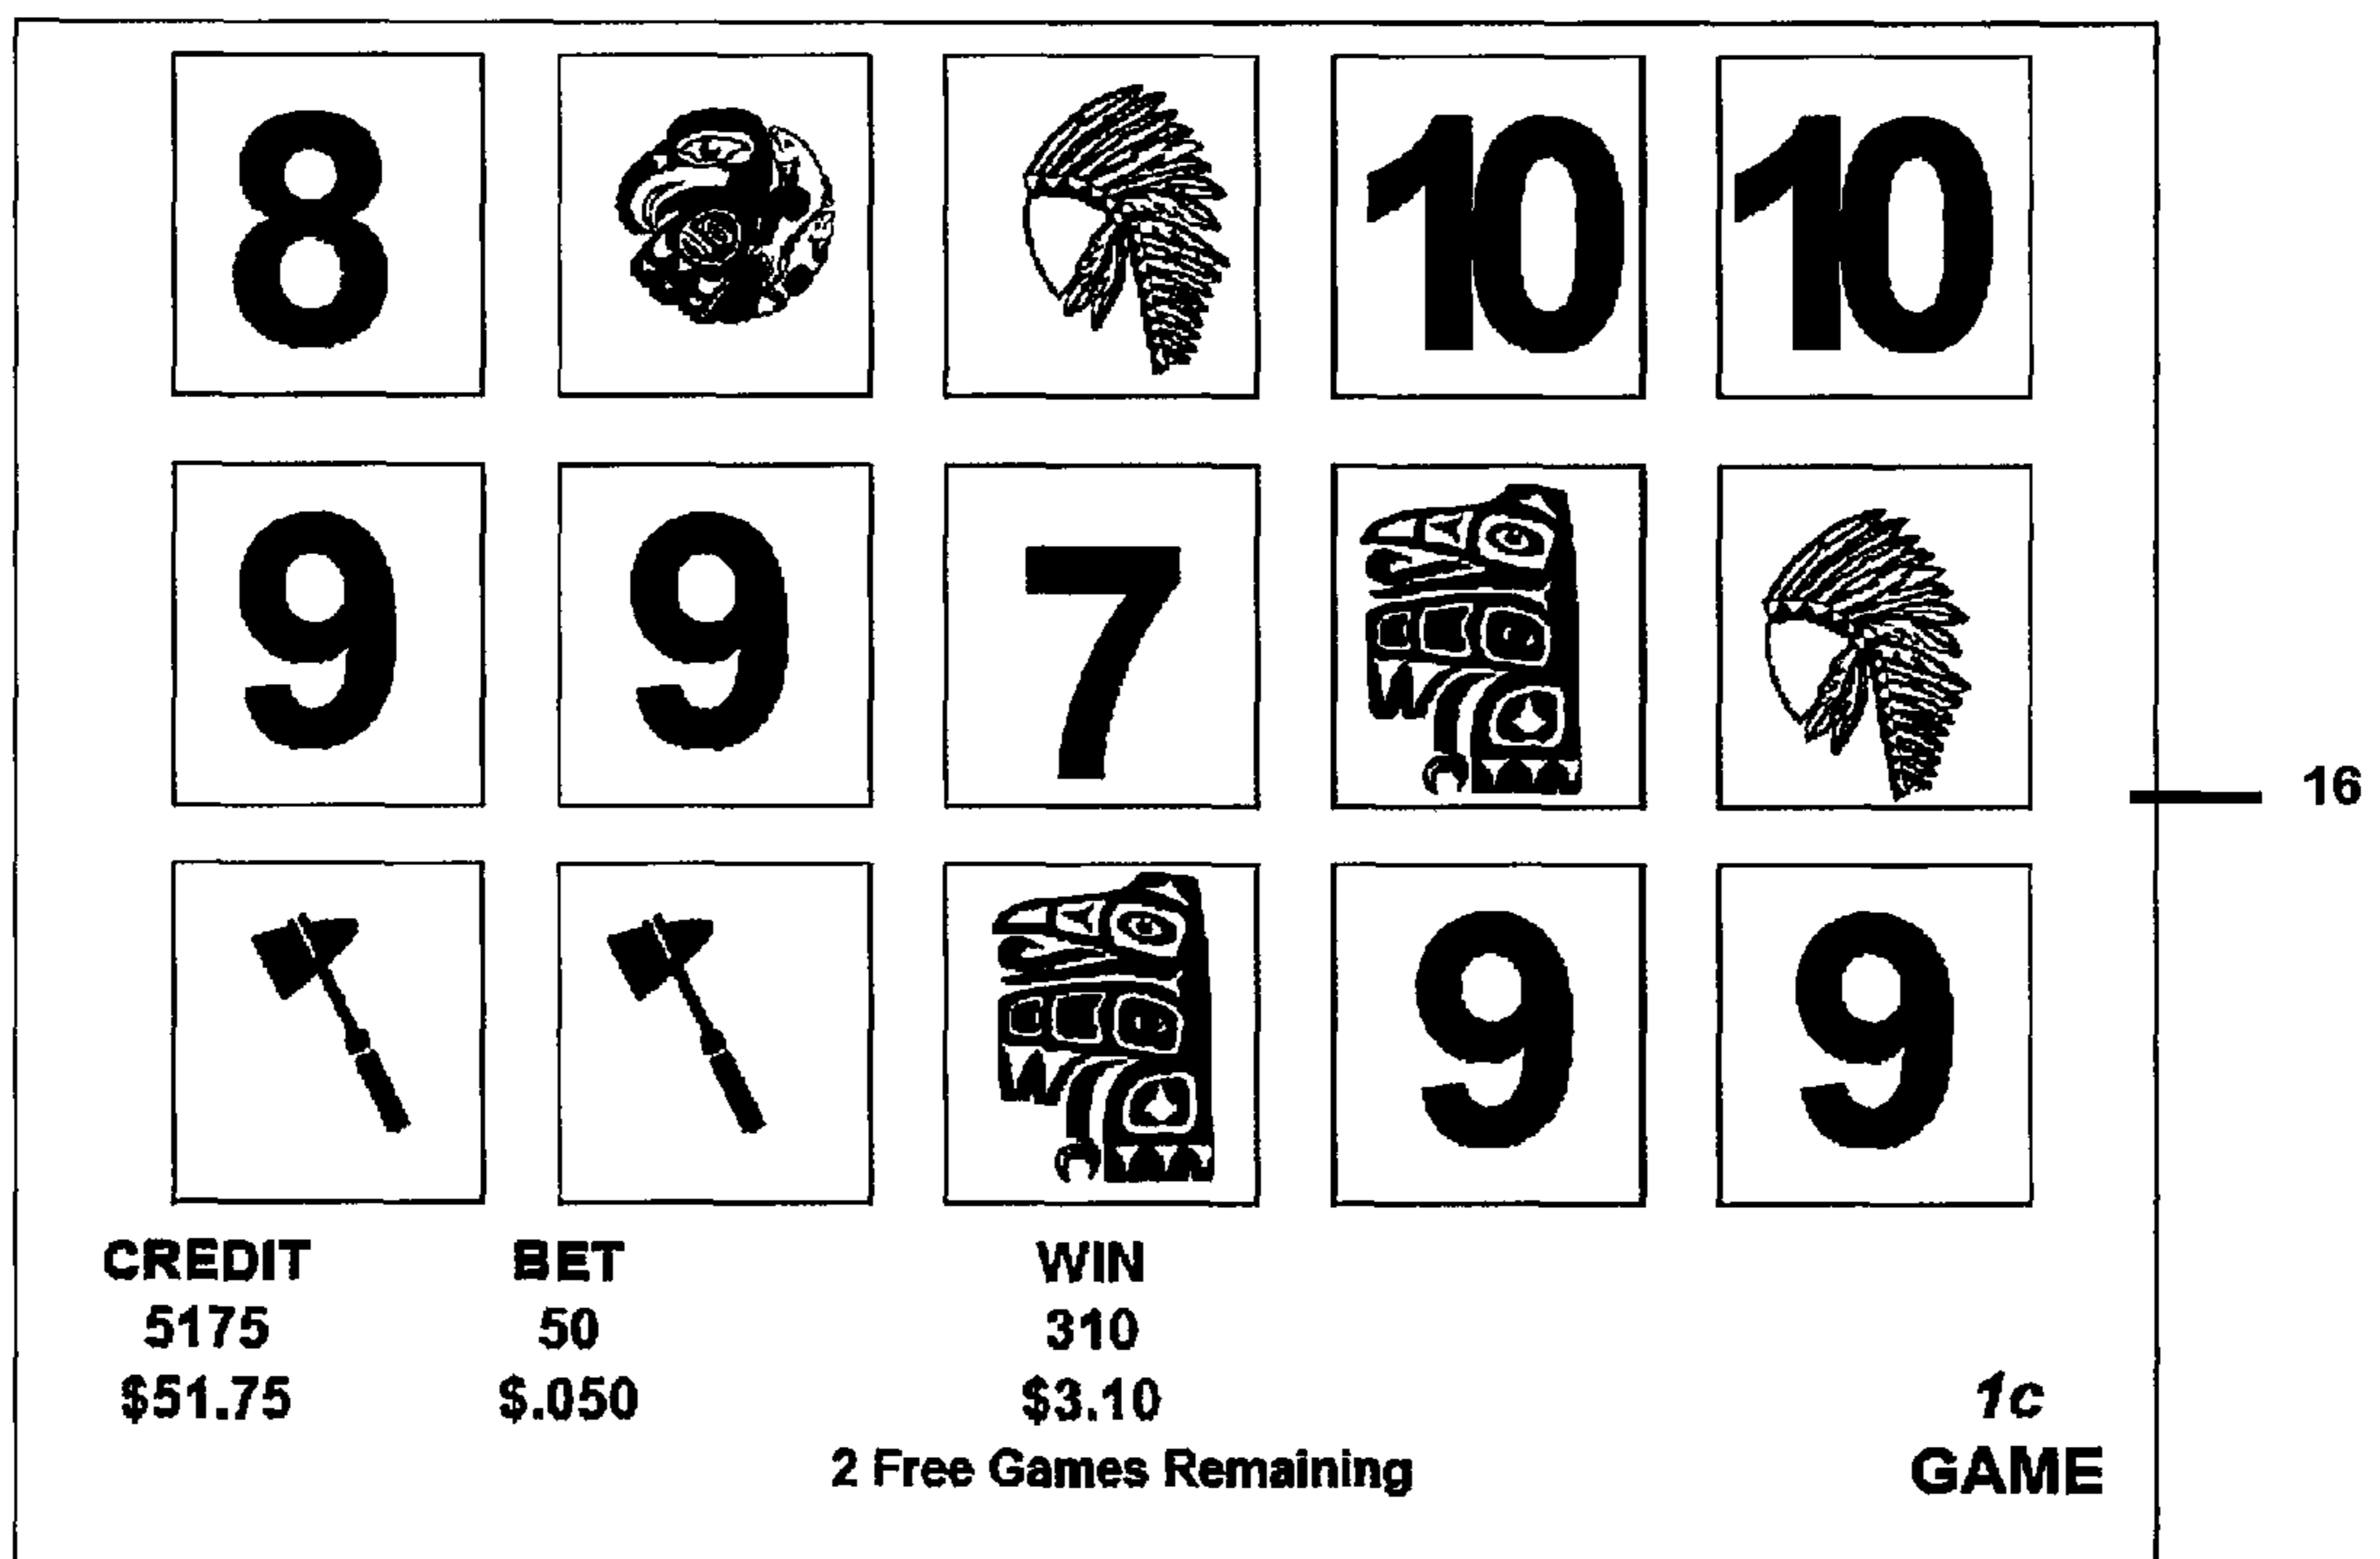 8 10 10
9 9 7
16
9 9
CREDIT BET WIN
5175 50 310
$51.75 $.050 $3.10
1c
2 Free Games Remaining
GAME